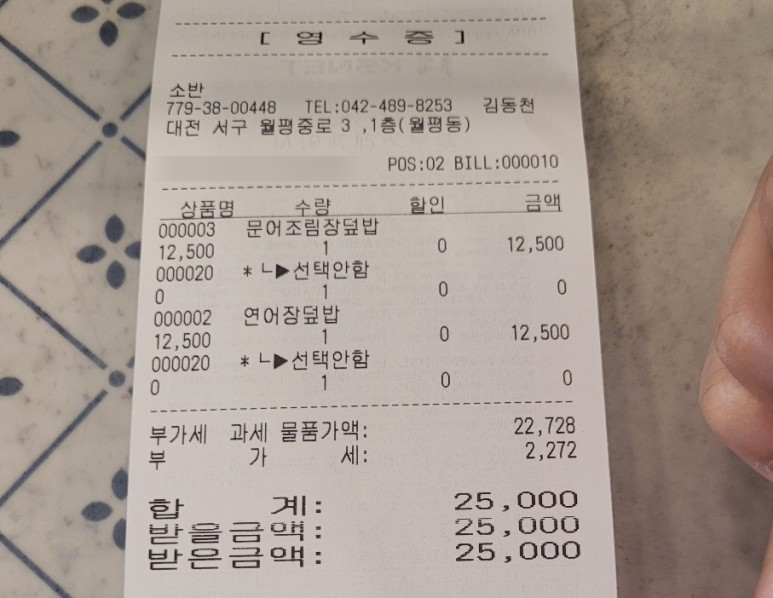 [ 영 수 증 ]
소반
779-38-00448 TEL:042-489-8253 김동천
대전 서구 월평중로 3 ,1층(월평동)
POS:02 BILL:000010
상품명 수량 할인 금액
000003 문어조림장덮밥
12,500 1 0 12,500
000020 * ㄴ▶선택안함
0 1 0 0
000002 연어장덮밥
12,500 1 0 12,500
000020 * ㄴ▶선택안함
0 1 0 0
부가세 과세 물품가액: 22,728
부 가 세: 2,272
합 계: 25,000
받을금액: 25,000
받은금액: 25,000